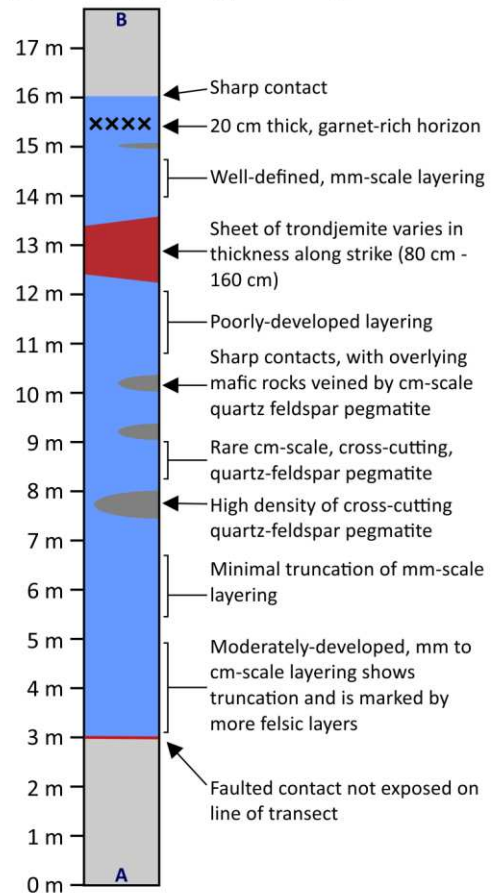 B
17 m
16 m
15 m
14 m
13 m
12 m
11 m
10 m
9 m
8 m
7 m
6 m
5 m
4 m
3 m
2 m
1 m
0 m
A
Sharp contact
20 cm thick, garnet-rich horizon
Well-defined, mm-scale layering
Sheet of trondjemite varies in
thickness along strike (80 cm -
160 cm)
Poorly-developed layering
Sharp contacts, with overlying
mafic rocks veined by cm-scale
quartz feldspar pegmatite
Rare cm-scale, cross-cutting,
quartz-feldspar pegmatite
High density of cross-cutting
quartz-feldspar pegmatite
Minimal truncation of mm-scale
layering
Moderately-developed, mm to
cm-scale layering shows
truncation and is marked by
more felsic layers
Faulted contact not exposed on
line of transect